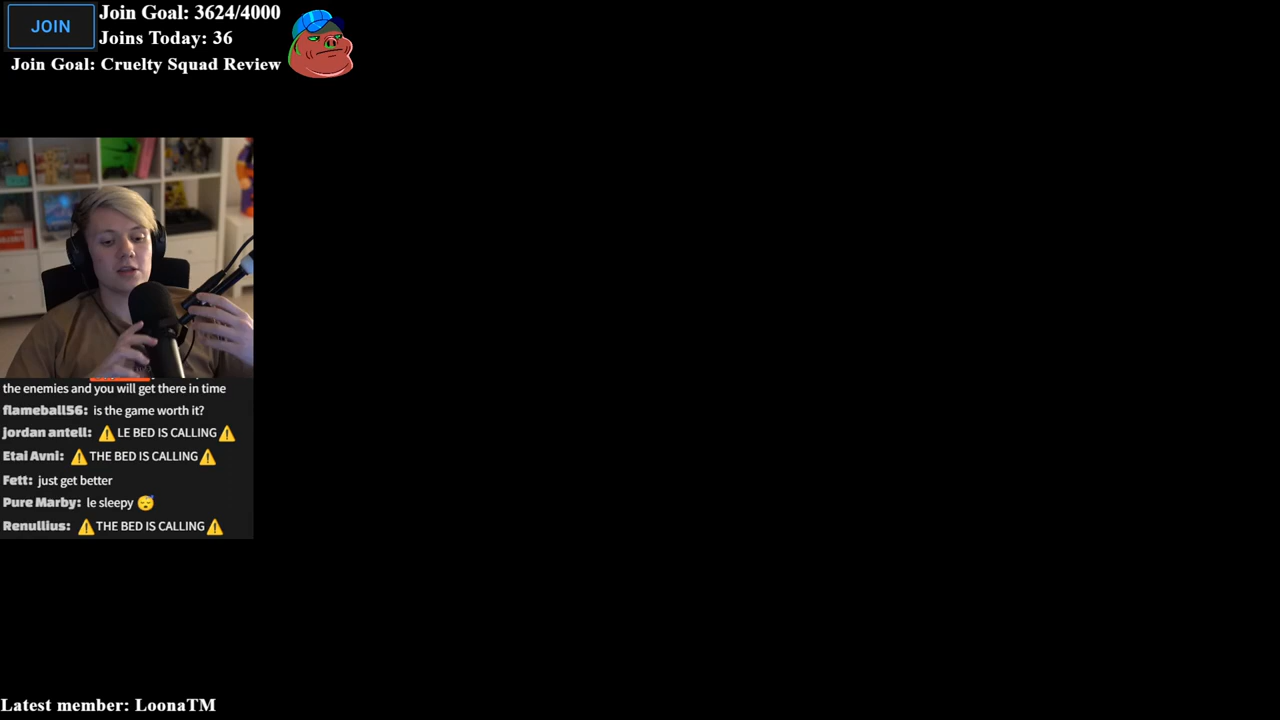 JOIN
Join Goal: 3624/4000
Joins Today: 36
Join Goal: Cruelty Squad Review
the enemies and you will get there in time
flameball56: is the game worth it?
jordan antell: ⚠️ LE BED IS CALLING ⚠️
Etai Avni: ⚠️ THE BED IS CALLING ⚠️
Fett: just get better
Pure Marby: le sleepy 😴
Renullius: ⚠️ THE BED IS CALLING ⚠️
Latest member: LoonaTM